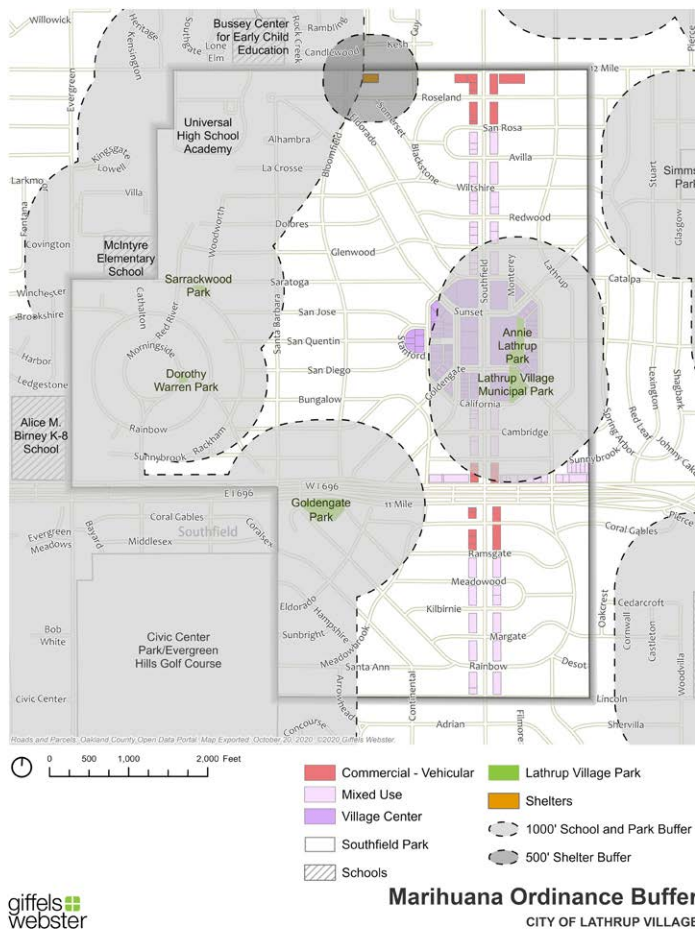 Willowick
Heritage
Kensington
Southgate
Lone
Elm
Rock
Creek
Rambling
Candlewood
Kesh
Guy
Pierce
Bussey Center
for Early Child
Education
Evergreen
12 Mile
Universal
High School
Academy
Roseland
San Rosa
Somerset
Eldorado
Blackstone
Bloomfield
Alhambra
Avilla
Kingsgate
Lowell
La Crosse
Wiltshire
Stuart
Simms
Park
Larkmo
Fontana
Villa
Woodworth
Redwood
Glasgow
Dolores
Covington
McIntyre
Elementary
School
Glenwood
Southfield
Monterey
Lathrup
Catalpa
Sarrackwood
Park
Saratoga
Winchester
Brookshire
Cathalton
Red River
Santa Barbara
San Jose
Sunset
Annie
Lathrup
Park
Morningside
San Quentin
Stanford
Harbor
Ledgestone
Dorothy
Warren Park
San Diego
Goldengate
Lathrup Village
Municipal Park
Lexington
Shagbark
Bungalow
California
Alice M.
Birney K-8
School
Rainbow
Rackham
Cambridge
Spring Arbor
Red Leaf
Johnny Cake
Sunnybrook
Sunnybrook
W I 696
E I 696
Goldengate
Park
11 Mile
Coral Gables
Southfield
Coralsex
Pierce
Coral Gables
Evergreen
Meadows
Bayard
Middlesex
Ramsgate
Meadowood
Eldorado
Hampshire
Kilbirnie
Oakcrest
Cedarcroft
Cornwall
Castleton
Woodvilla
Bob
White
Civic Center
Park/Evergreen
Hills Golf Course
Sunbright
Meadowbrook
Margate
Santa Ann
Rainbow
Desot
Civic Center
Arrowhead
Continental
Lincoln
Concourse
Adrian
Filmore
Shervilla
Roads and Parcels, Oakland County Open Data Portal. Map Exported: October 20, 2020. ©2020 Giffels Webster.
0 500 1,000 2,000 Feet
Commercial - Vehicular
Mixed Use
Village Center
Southfield Park
Schools
Lathrup Village Park
Shelters
1000' School and Park Buffer
500' Shelter Buffer
giffels
webster
Marihuana Ordinance Buffer
CITY OF LATHRUP VILLAGE